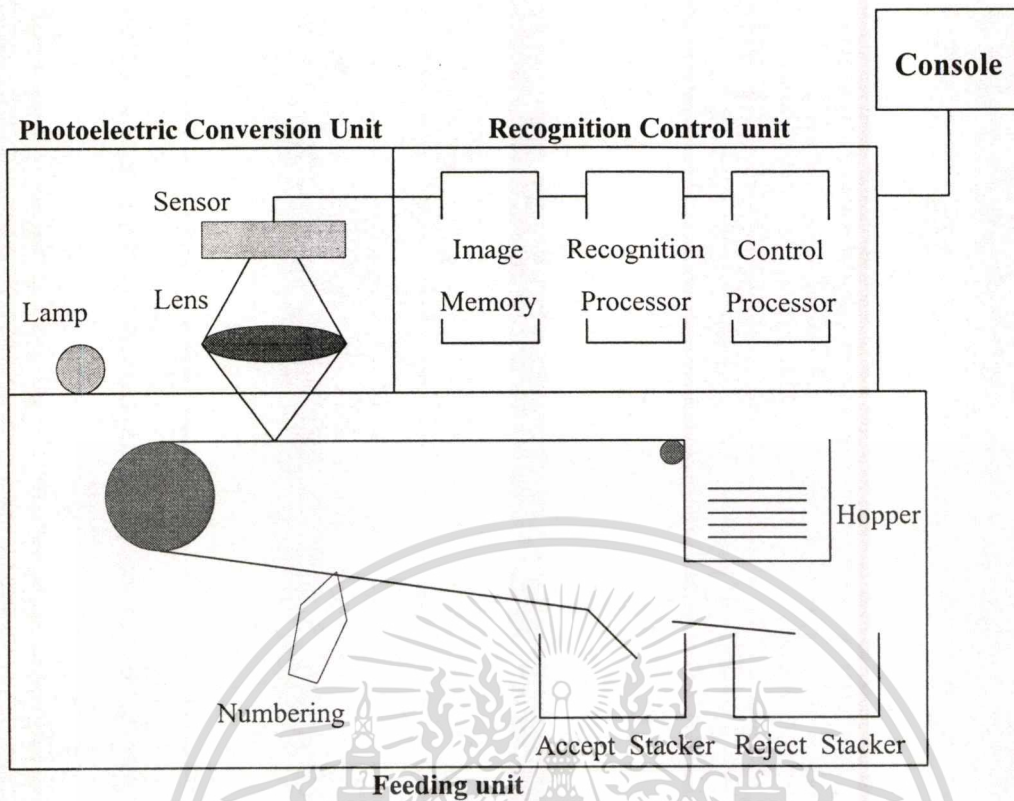 Console
Photoelectric Conversion Unit
Recognition Control unit
Sensor
Lens
Lamp
Image Memory
Recognition Processor
Control Processor
Hopper
Numbering
Accept Stacker
Reject Stacker
Feeding unit